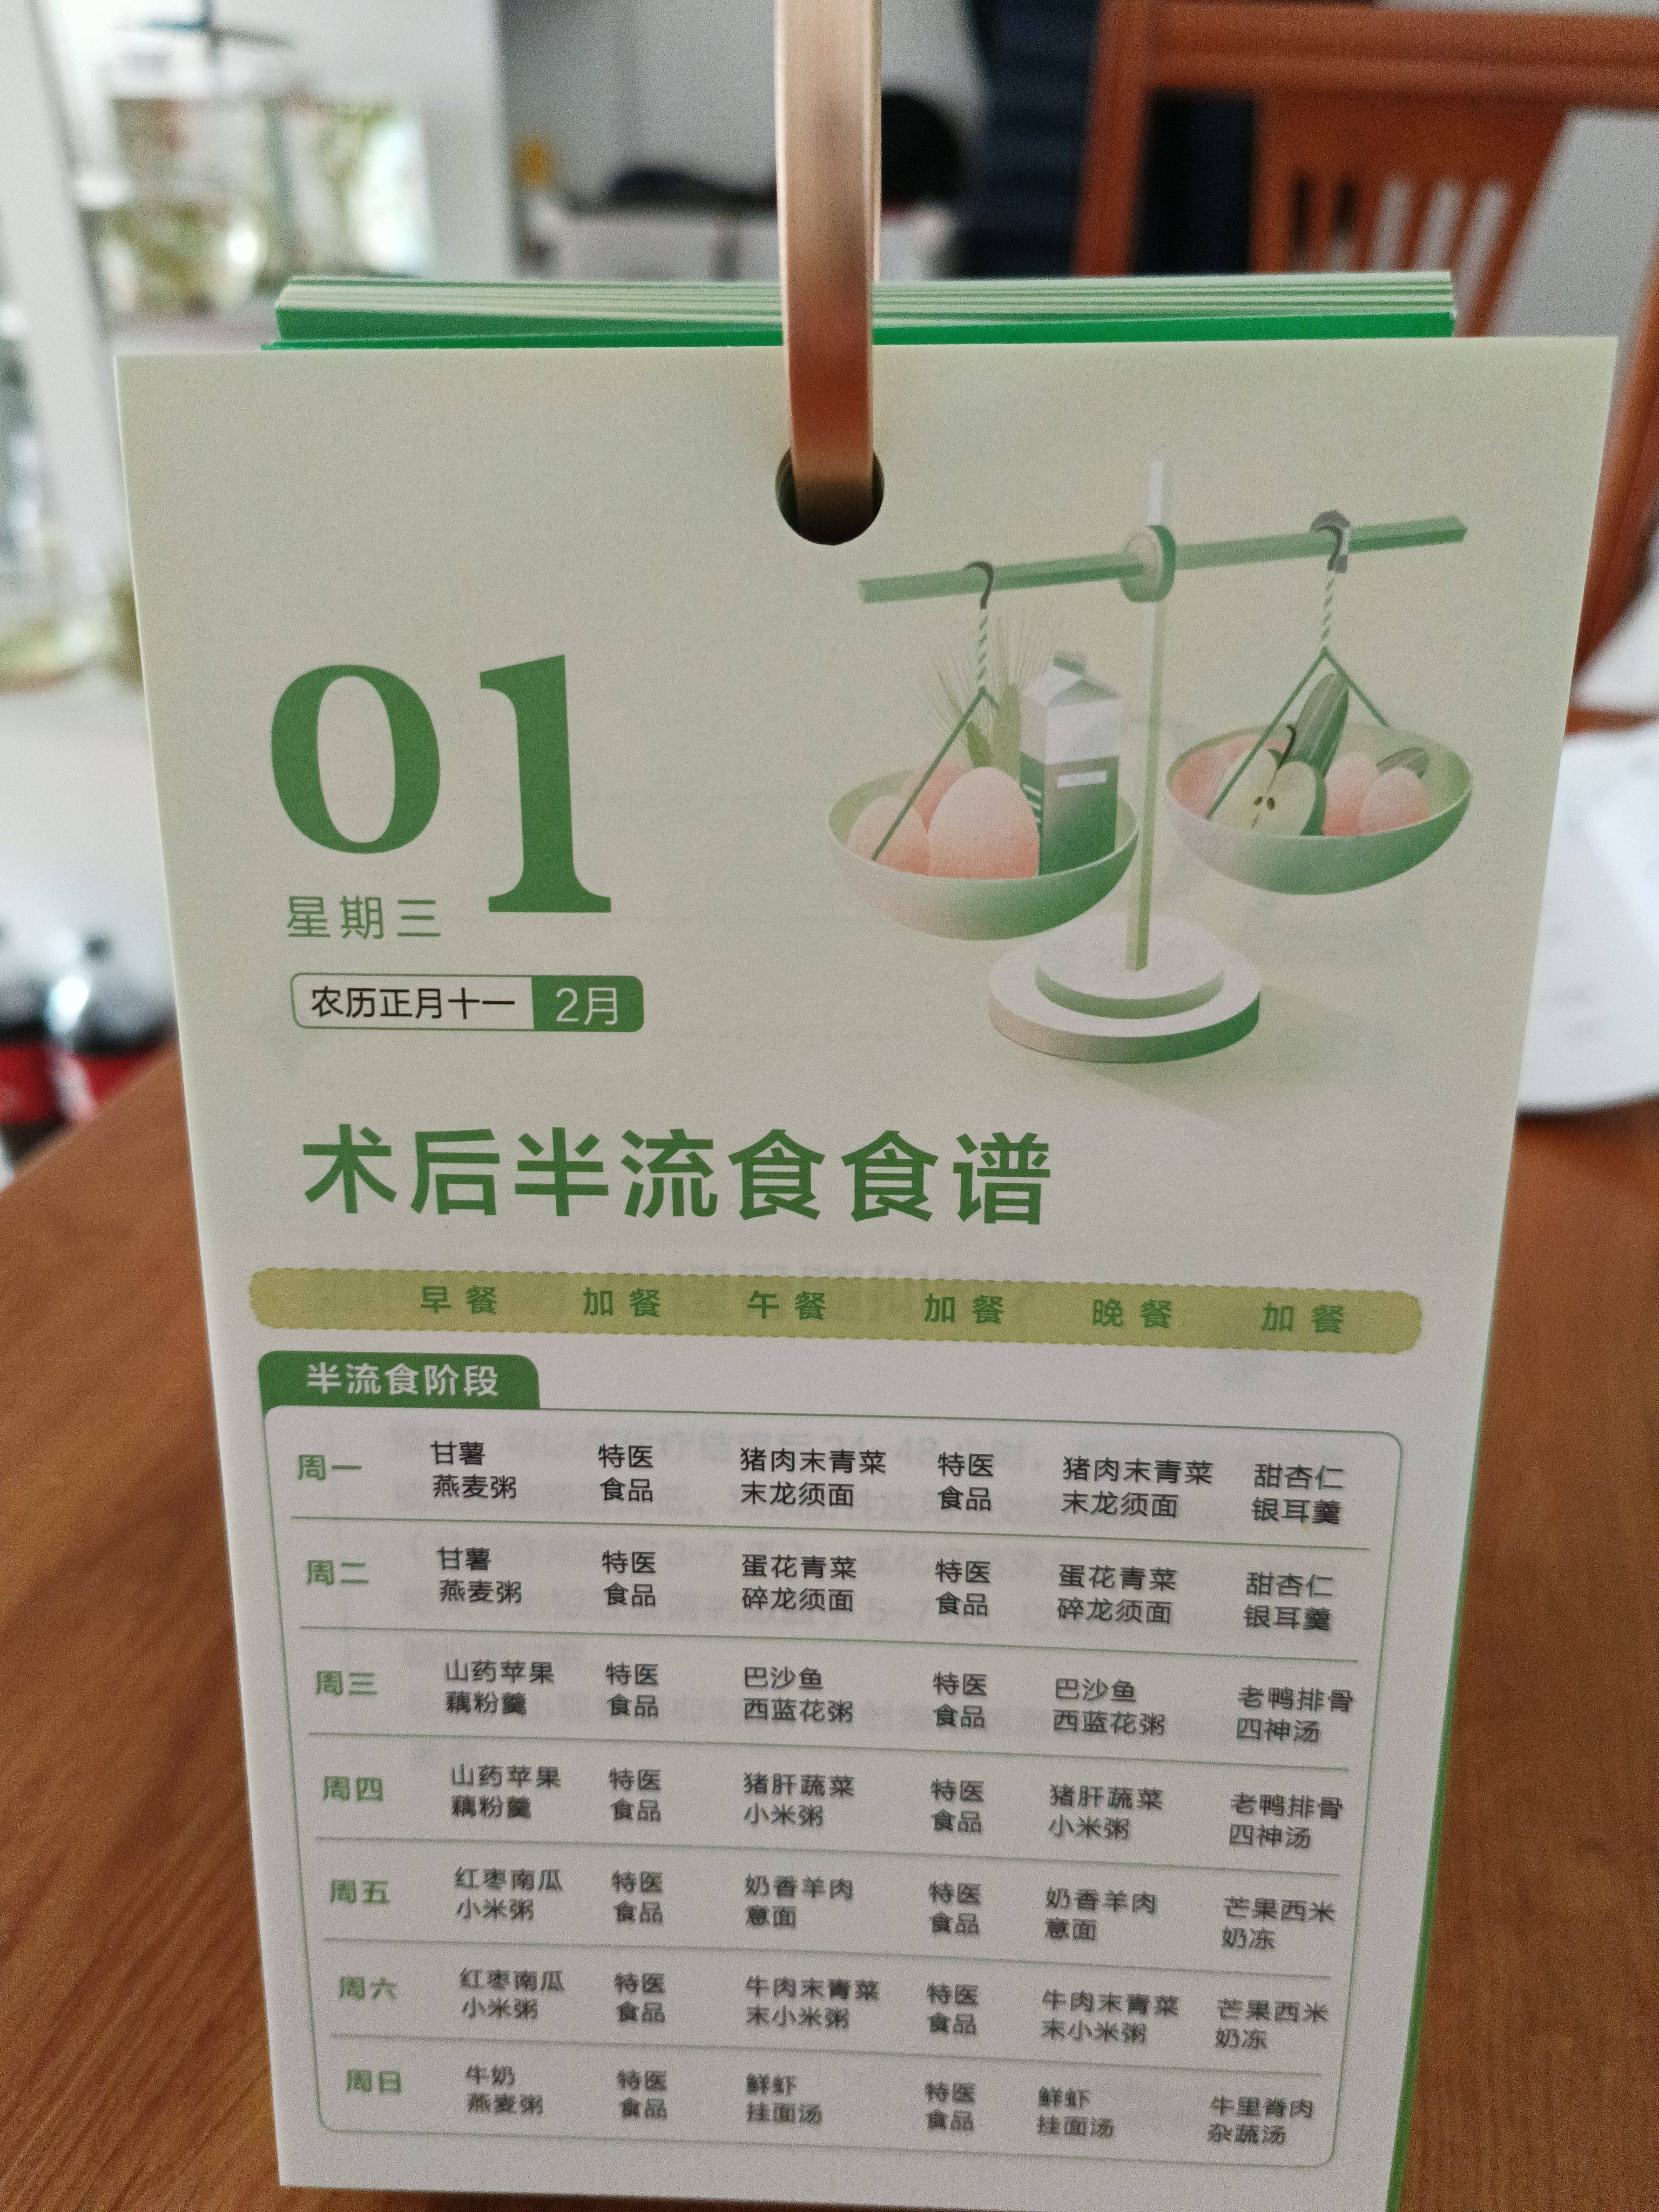 01
星期三
农历正月十一 2月
术后半流食食谱
早餐 加餐 午餐 加餐 晚餐 加餐
半流食阶段
周一 甘薯 特医 猪肉末青菜 特医 猪肉末青菜 甜杏仁
燕麦粥 食品 末龙须面 食品 末龙须面 银耳羹
周二 甘薯 特医 蛋花青菜 特医 蛋花青菜 甜杏仁
燕麦粥 食品 碎龙须面 食品 碎龙须面 银耳羹
周三 山药苹果 特医 巴沙鱼 特医 巴沙鱼 老鸭排骨
藕粉羹 食品 西蓝花粥 食品 西蓝花粥 四神汤
周四 山药苹果 特医 猪肝蔬菜 特医 猪肝蔬菜 老鸭排骨
藕粉羹 食品 小米粥 食品 小米粥 四神汤
周五 红枣南瓜 特医 奶香羊肉 特医 奶香羊肉 芒果西米
小米粥 食品 意面 食品 意面 奶冻
周六 红枣南瓜 特医 牛肉末青菜 特医 牛肉末青菜 芒果西米
小米粥 食品 末小米粥 食品 末小米粥 奶冻
周日 牛奶 特医 鲜虾 特医 鲜虾 牛里脊肉
燕麦粥 食品 挂面汤 食品 挂面汤 杂蔬汤